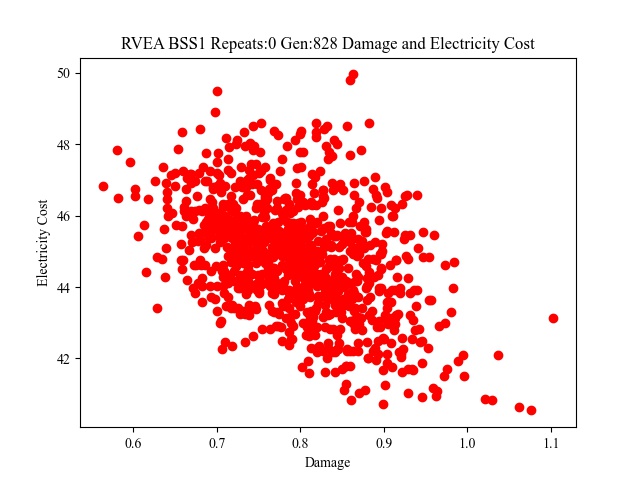 RVEA BSS1 Repeats:0 Gen:828 Damage and Electricity Cost
50
48
46
44
42
Electricity Cost
0.6 0.7 0.8 0.9 1.0 1.1
Damage